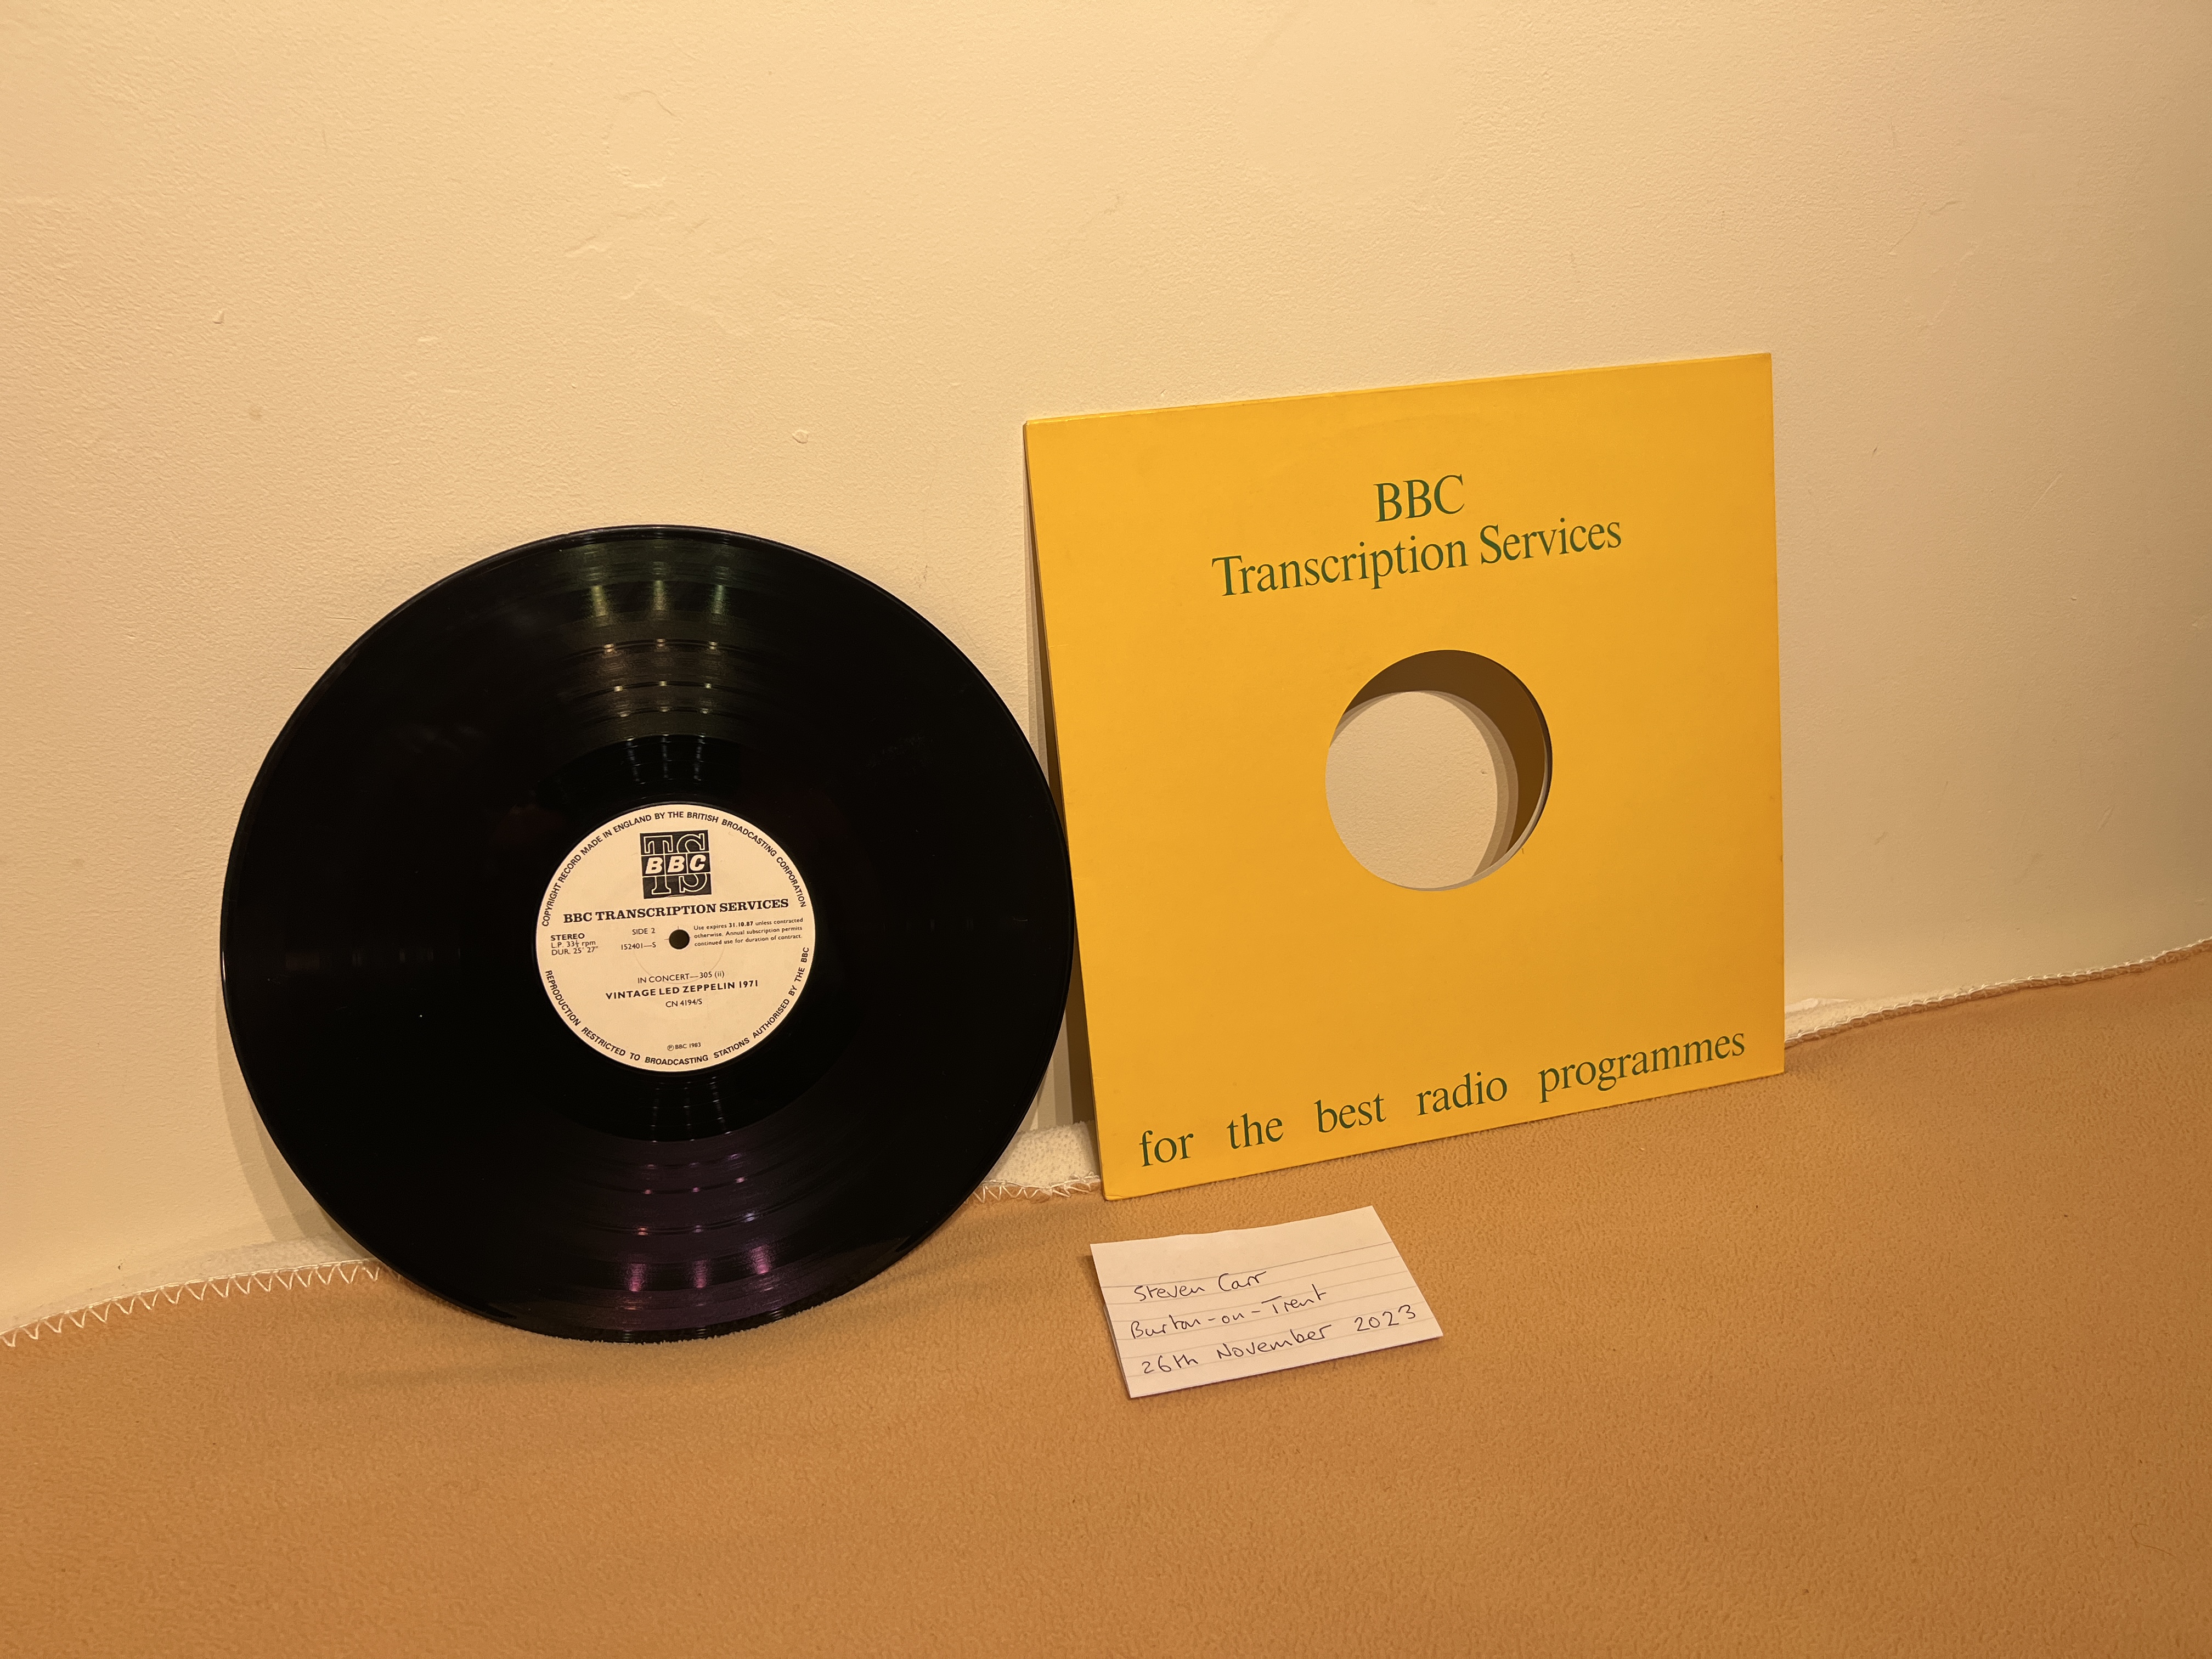 COPYRIGHT RECORD MADE IN ENGLAND BY THE BRITISH BROADCASTING CORPORATION
TS
BBC
BBC TRANSCRIPTION SERVICES
STEREO
L.P. 33⅓ rpm
DUR. 25' 27"
SIDE 2
152401—S
Use expires 31.10.87 unless contracted
otherwise. Annual subscription permits
continued use for duration of contract.
IN CONCERT—305 (ii)
VINTAGE LED ZEPPELIN 1971
CN 4194/S
℗ BBC 1983
REPRODUCTION RESTRICTED TO BROADCASTING STATIONS AUTHORISED BY THE BBC
BBC
Transcription Services
for the best radio programmes
Steven Carr
Burton-on-Trent
26th November 2023